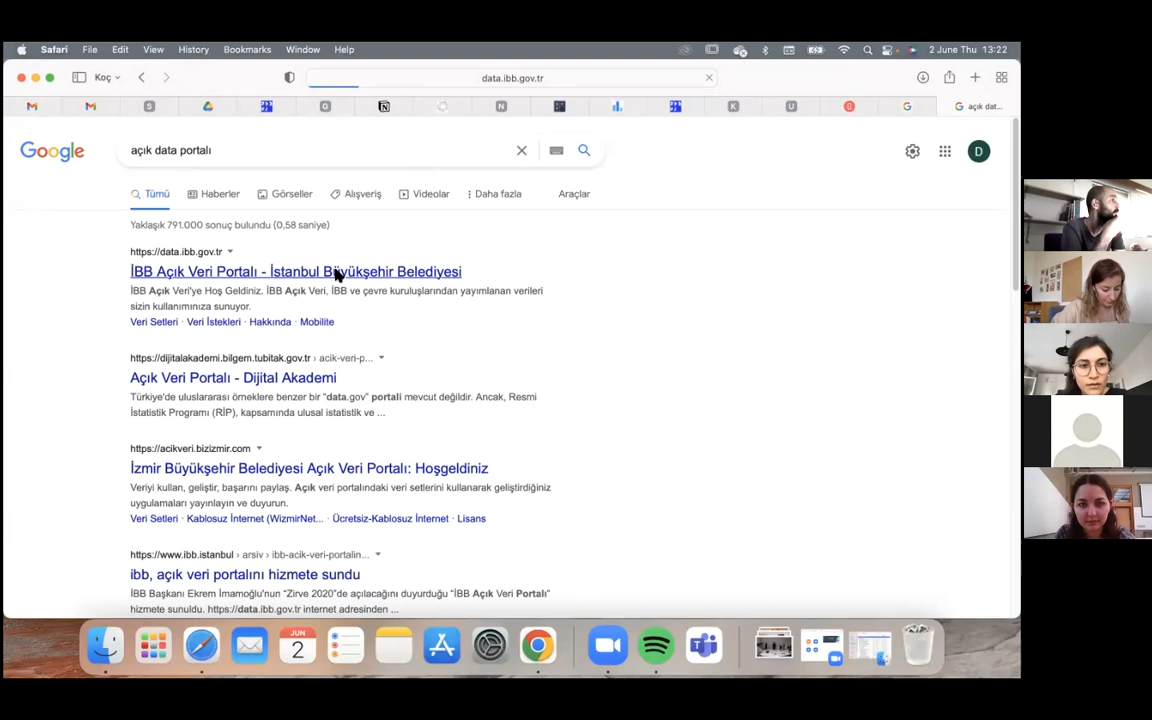 Safari File Edit View History Bookmarks Window Help 2 June Thu 13:22
Koç data.ibb.gov.tr
açık dat...
Google açık data portalı D
Tümü Haberler Görseller Alışveriş Videolar Daha fazla Araçlar
Yaklaşık 791.000 sonuç bulundu (0,58 saniye)
https://data.ibb.gov.tr
İBB Açık Veri Portalı - İstanbul Büyükşehir Belediyesi
İBB Açık Veri'ye Hoş Geldiniz. İBB Açık Veri, İBB ve çevre kuruluşlarından yayımlanan verileri
sizin kullanımınıza sunuyor.
Veri Setleri · Veri İstekleri · Hakkında · Mobilite
https://dijitalakademi.bilgem.tubitak.gov.tr › acik-veri-p...
Açık Veri Portalı - Dijital Akademi
Türkiye'de uluslararası örneklere benzer bir "data.gov" portali mevcut değildir. Ancak, Resmi
İstatistik Programı (RİP), kapsamında ulusal istatistik ve ...
https://acikveri.bizizmir.com
İzmir Büyükşehir Belediyesi Açık Veri Portalı: Hoşgeldiniz
Veriyi kullan, geliştir, başarını paylaş. Açık veri portalındaki veri setlerini kullanarak geliştirdiğiniz
uygulamaları yayınlayın ve duyurun.
Veri Setleri · Kablosuz İnternet (WizmirNet... · Ücretsiz-Kablosuz İnternet · Lisans
https://www.ibb.istanbul › arsiv › ibb-acik-veri-portalin...
ibb, açık veri portalını hizmete sundu
İBB Başkanı Ekrem İmamoğlu'nun "Zirve 2020"de açılacağını duyurduğu "İBB Açık Veri Portalı"
hizmete sunuldu. https://data.ibb.gov.tr internet adresinden ...
JUN
2